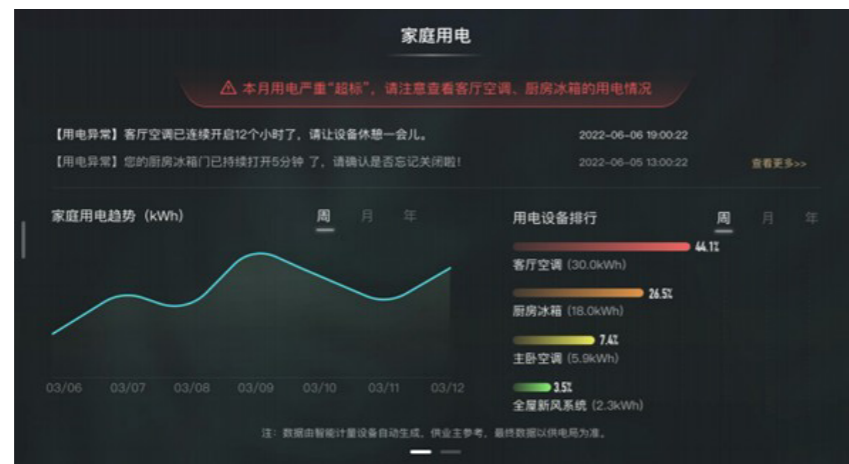 家庭用电
本月用电严重“超标”，请注意查看客厅空调、厨房冰箱的用电情况
【用电异常】客厅空调已连续开启12个小时了，请让设备休憩一会儿。 2022-06-06 19:00:22
【用电异常】您的厨房冰箱门已持续打开5分钟 了，请确认是否忘记关闭啦！ 2022-06-05 13:00:22 查看更多>>
家庭用电趋势（kWh） 周 月 年
用电设备排行 周 月 年
44.1%
客厅空调 (30.0kWh)
26.5%
厨房冰箱 (18.0kWh)
7.4%
主卧空调 (5.9kWh)
3.5%
全屋新风系统 (2.3kWh)
03/06 03/07 03/08 03/09 03/10 03/11 03/12
注：数据由智能计量设备自动生成，供业主参考，最终数据以供电局为准。